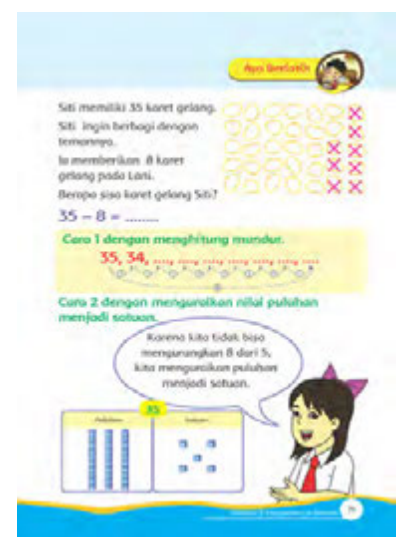 Ayo Berlatih
Siti memiliki 35 karet gelang.
Siti ingin berbagi dengan
temannya.
Ia memberikan 8 karet
gelang pada Lani.
Berapa sisa karet gelang Siti?
35 – 8 = ........
Cara 1 dengan menghitung mundur.
35, 34, ...., ...., ...., ...., ...., ...., ....
Cara 2 dengan menguraikan nilai puluhan
menjadi satuan.
Karena kita tidak bisa
mengurangkan 8 dari 5,
kita menguraikan puluhan
menjadi satuan.
35
Puluhan
Satuan